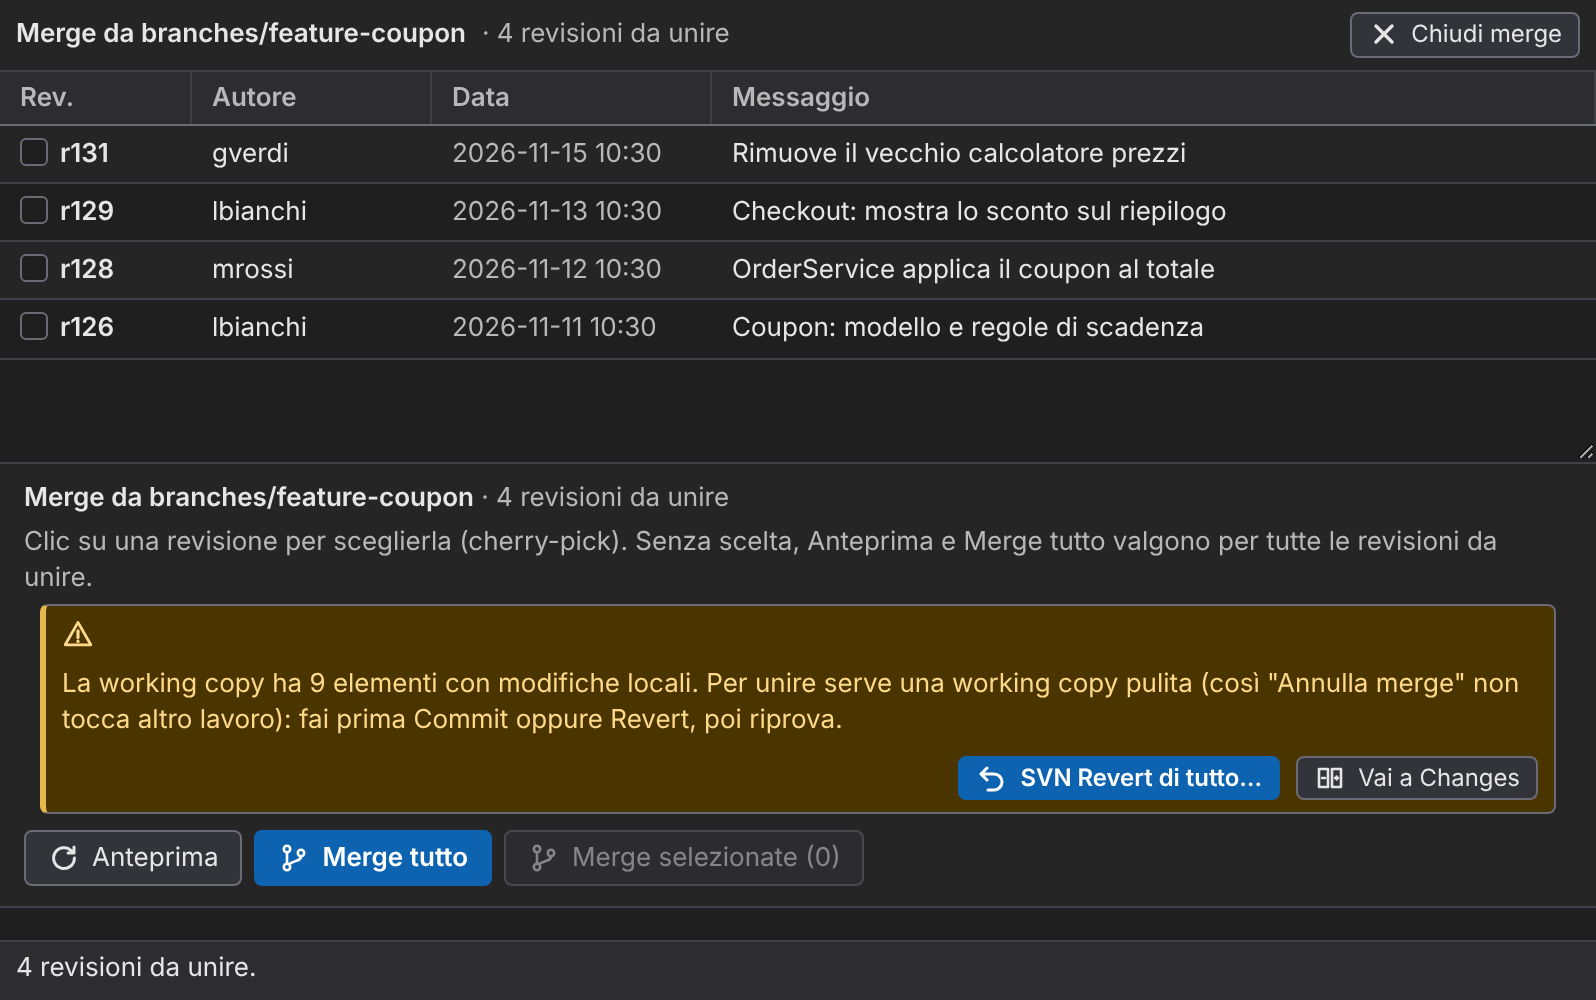 Merge da branches/feature-coupon · 4 revisioni da unire
Chiudi merge
Rev. Autore Data Messaggio
r131 gverdi 2026-11-15 10:30 Rimuove il vecchio calcolatore prezzi
r129 lbianchi 2026-11-13 10:30 Checkout: mostra lo sconto sul riepilogo
r128 mrossi 2026-11-12 10:30 OrderService applica il coupon al totale
r126 lbianchi 2026-11-11 10:30 Coupon: modello e regole di scadenza
Merge da branches/feature-coupon · 4 revisioni da unire
Clic su una revisione per sceglierla (cherry-pick). Senza scelta, Anteprima e Merge tutto valgono per tutte le revisioni da
unire.
La working copy ha 9 elementi con modifiche locali. Per unire serve una working copy pulita (così "Annulla merge" non
tocca altro lavoro): fai prima Commit oppure Revert, poi riprova.
SVN Revert di tutto... Vai a Changes
Anteprima Merge tutto Merge selezionate (0)
4 revisioni da unire.